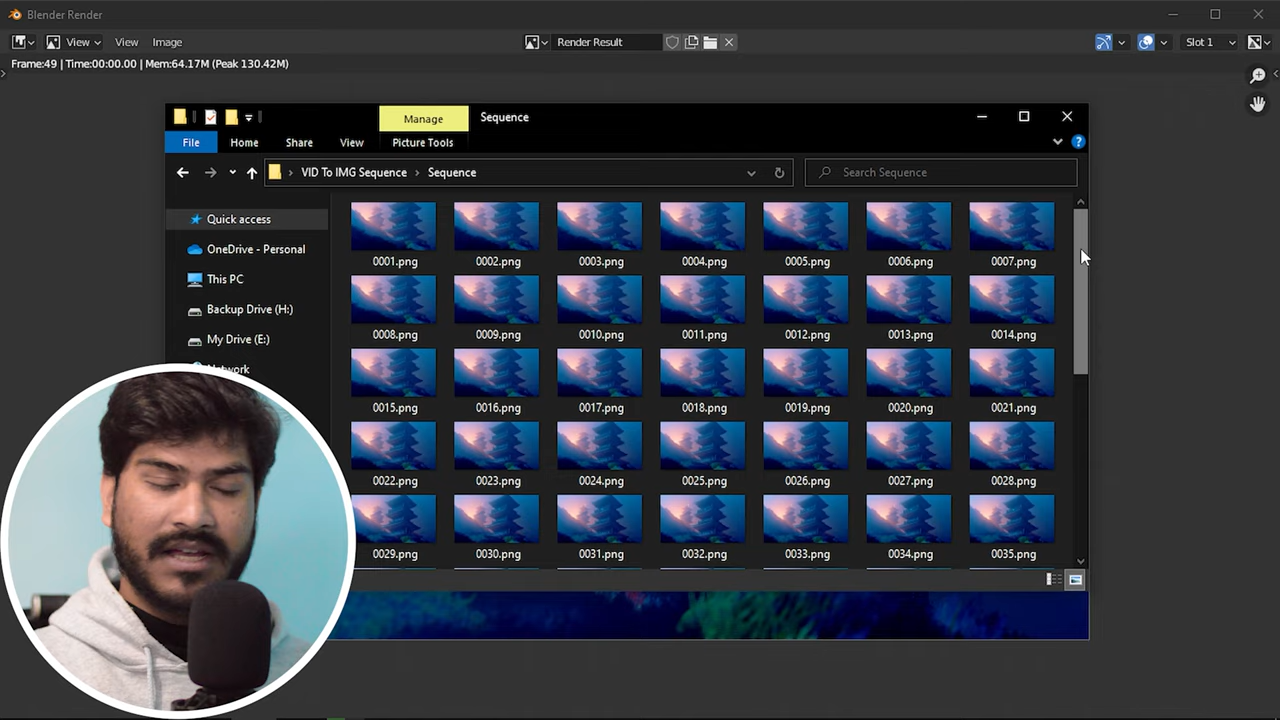 Blender Render
View View Image Render Result Slot 1
Frame:49 | Time:00:00.00 | Mem:64.17M (Peak 130.42M)
Manage Sequence
File Home Share View Picture Tools
VID To IMG Sequence Sequence Search Sequence
Quick access
OneDrive - Personal
This PC
Backup Drive (H:)
My Drive (E:)
Network
0001.png 0002.png 0003.png 0004.png 0005.png 0006.png 0007.png
0008.png 0009.png 0010.png 0011.png 0012.png 0013.png 0014.png
0015.png 0016.png 0017.png 0018.png 0019.png 0020.png 0021.png
0022.png 0023.png 0024.png 0025.png 0026.png 0027.png 0028.png
0029.png 0030.png 0031.png 0032.png 0033.png 0034.png 0035.png